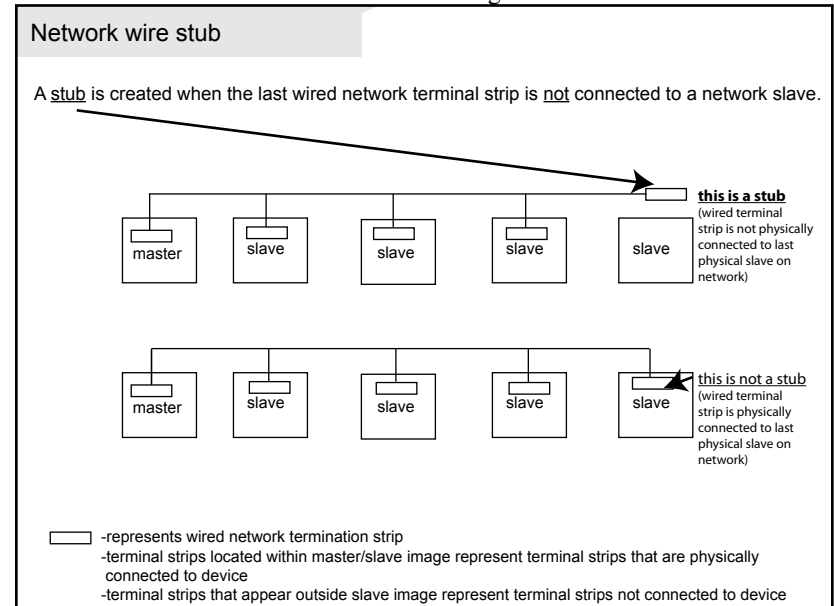 Network wire stub
A stub is created when the last wired network terminal strip is not connected to a network slave.
this is a stub
(wired terminal
strip is not physically
connected to last
physical slave on
network)
master
slave
slave
slave
slave
this is not a stub
(wired terminal
strip is physically
connected to last
physical slave on
network)
master
slave
slave
slave
slave
-represents wired network termination strip
-terminal strips located within master/slave image represent terminal strips that are physically
connected to device
-terminal strips that appear outside slave image represent terminal strips not connected to device